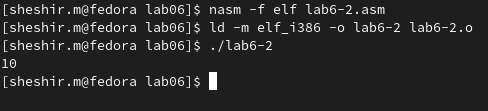 [sheshir.m@fedora lab06]$ nasm -f elf lab6-2.asm
[sheshir.m@fedora lab06]$ ld -m elf_i386 -o lab6-2 lab6-2.o
[sheshir.m@fedora lab06]$ ./lab6-2
10
[sheshir.m@fedora lab06]$